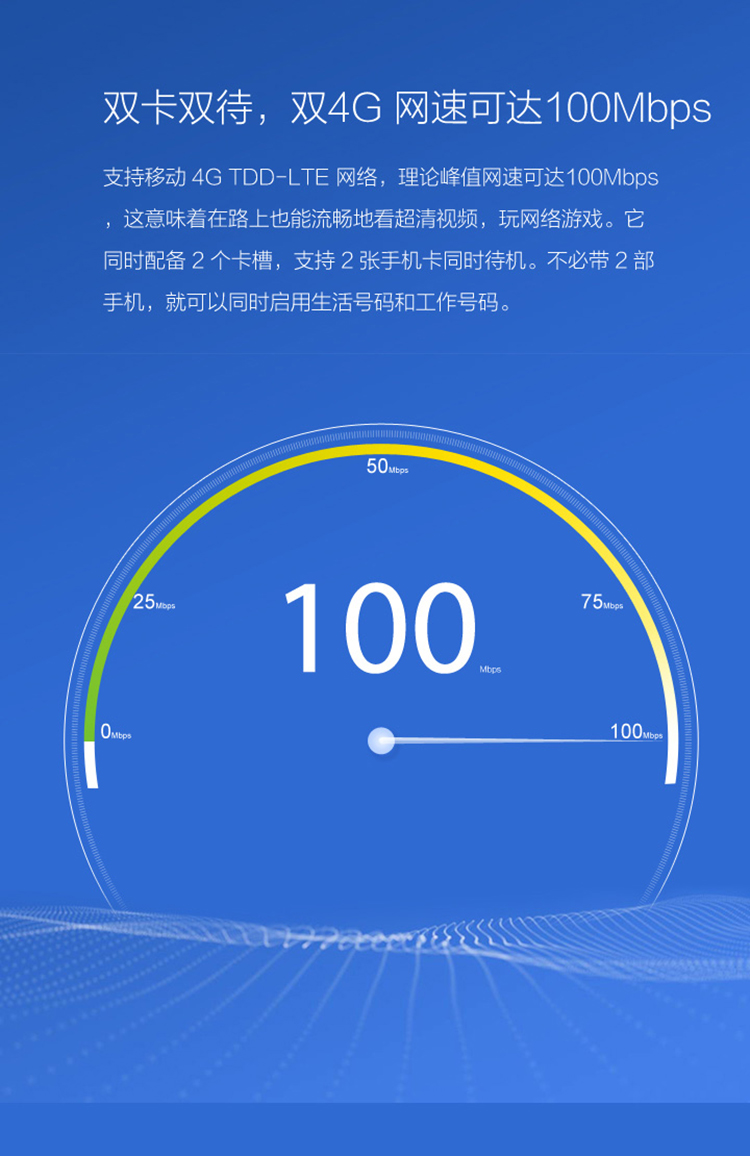 双卡双待，双4G 网速可达100Mbps
支持移动 4G TDD-LTE 网络，理论峰值网速可达100Mbps
，这意味着在路上也能流畅地看超清视频，玩网络游戏。它
同时配备 2 个卡槽，支持 2 张手机卡同时待机。不必带 2 部
手机，就可以同时启用生活号码和工作号码。
50Mbps
25Mbps
75Mbps
100Mbps
0Mbps
100Mbps